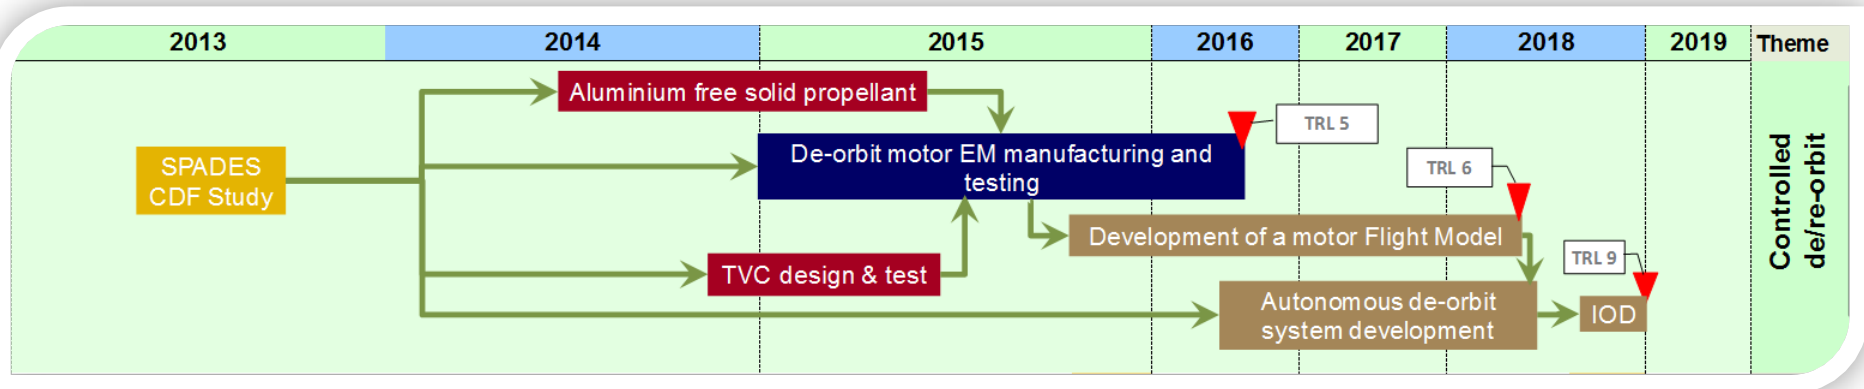 2013 2014 2015 2016 2017 2018 2019 Theme
Aluminium free solid propellant
TRL 5
De-orbit motor EM manufacturing and
testing
SPADES
CDF Study
TRL 6
Development of a motor Flight Model
TVC design & test
TRL 9
Autonomous de-orbit
system development
IOD
Controlled
de/re-orbit